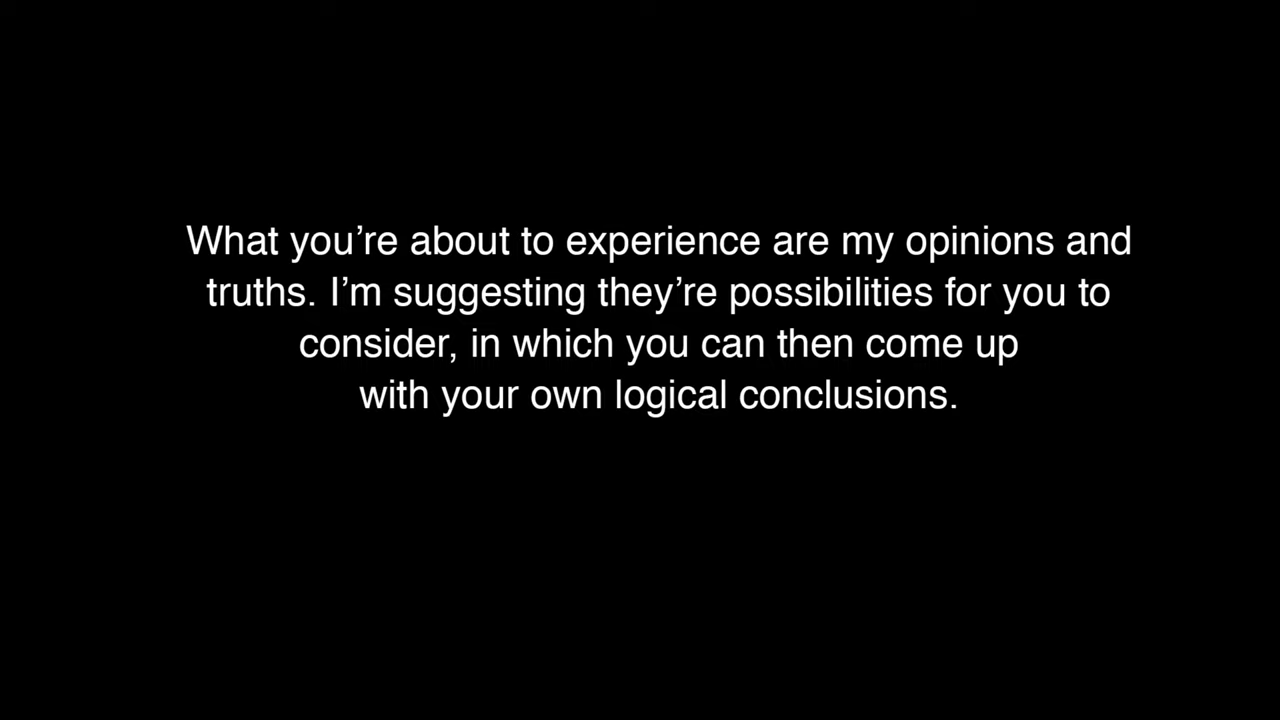 What you’re about to experience are my opinions and
truths. I’m suggesting they’re possibilities for you to
consider, in which you can then come up
with your own logical conclusions.